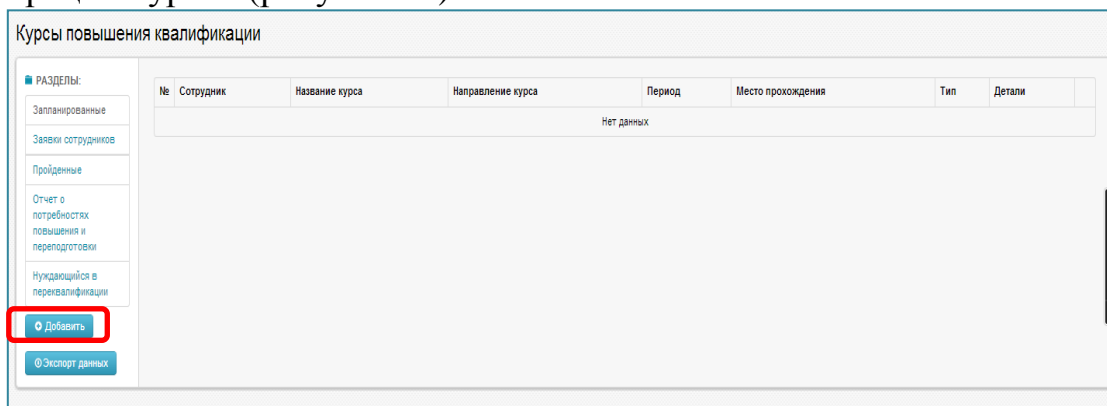 Курсы повышения квалификации
РАЗДЕЛЫ:
Запланированные
Заявки сотрудников
Пройденные
Отчет о
потребностях
повышения и
переподготовки
Нуждающийся в
переквалификации
Добавить
Экспорт данных
№ Сотрудник Название курса Направление курса Период Место прохождения Тип Детали
Нет данных